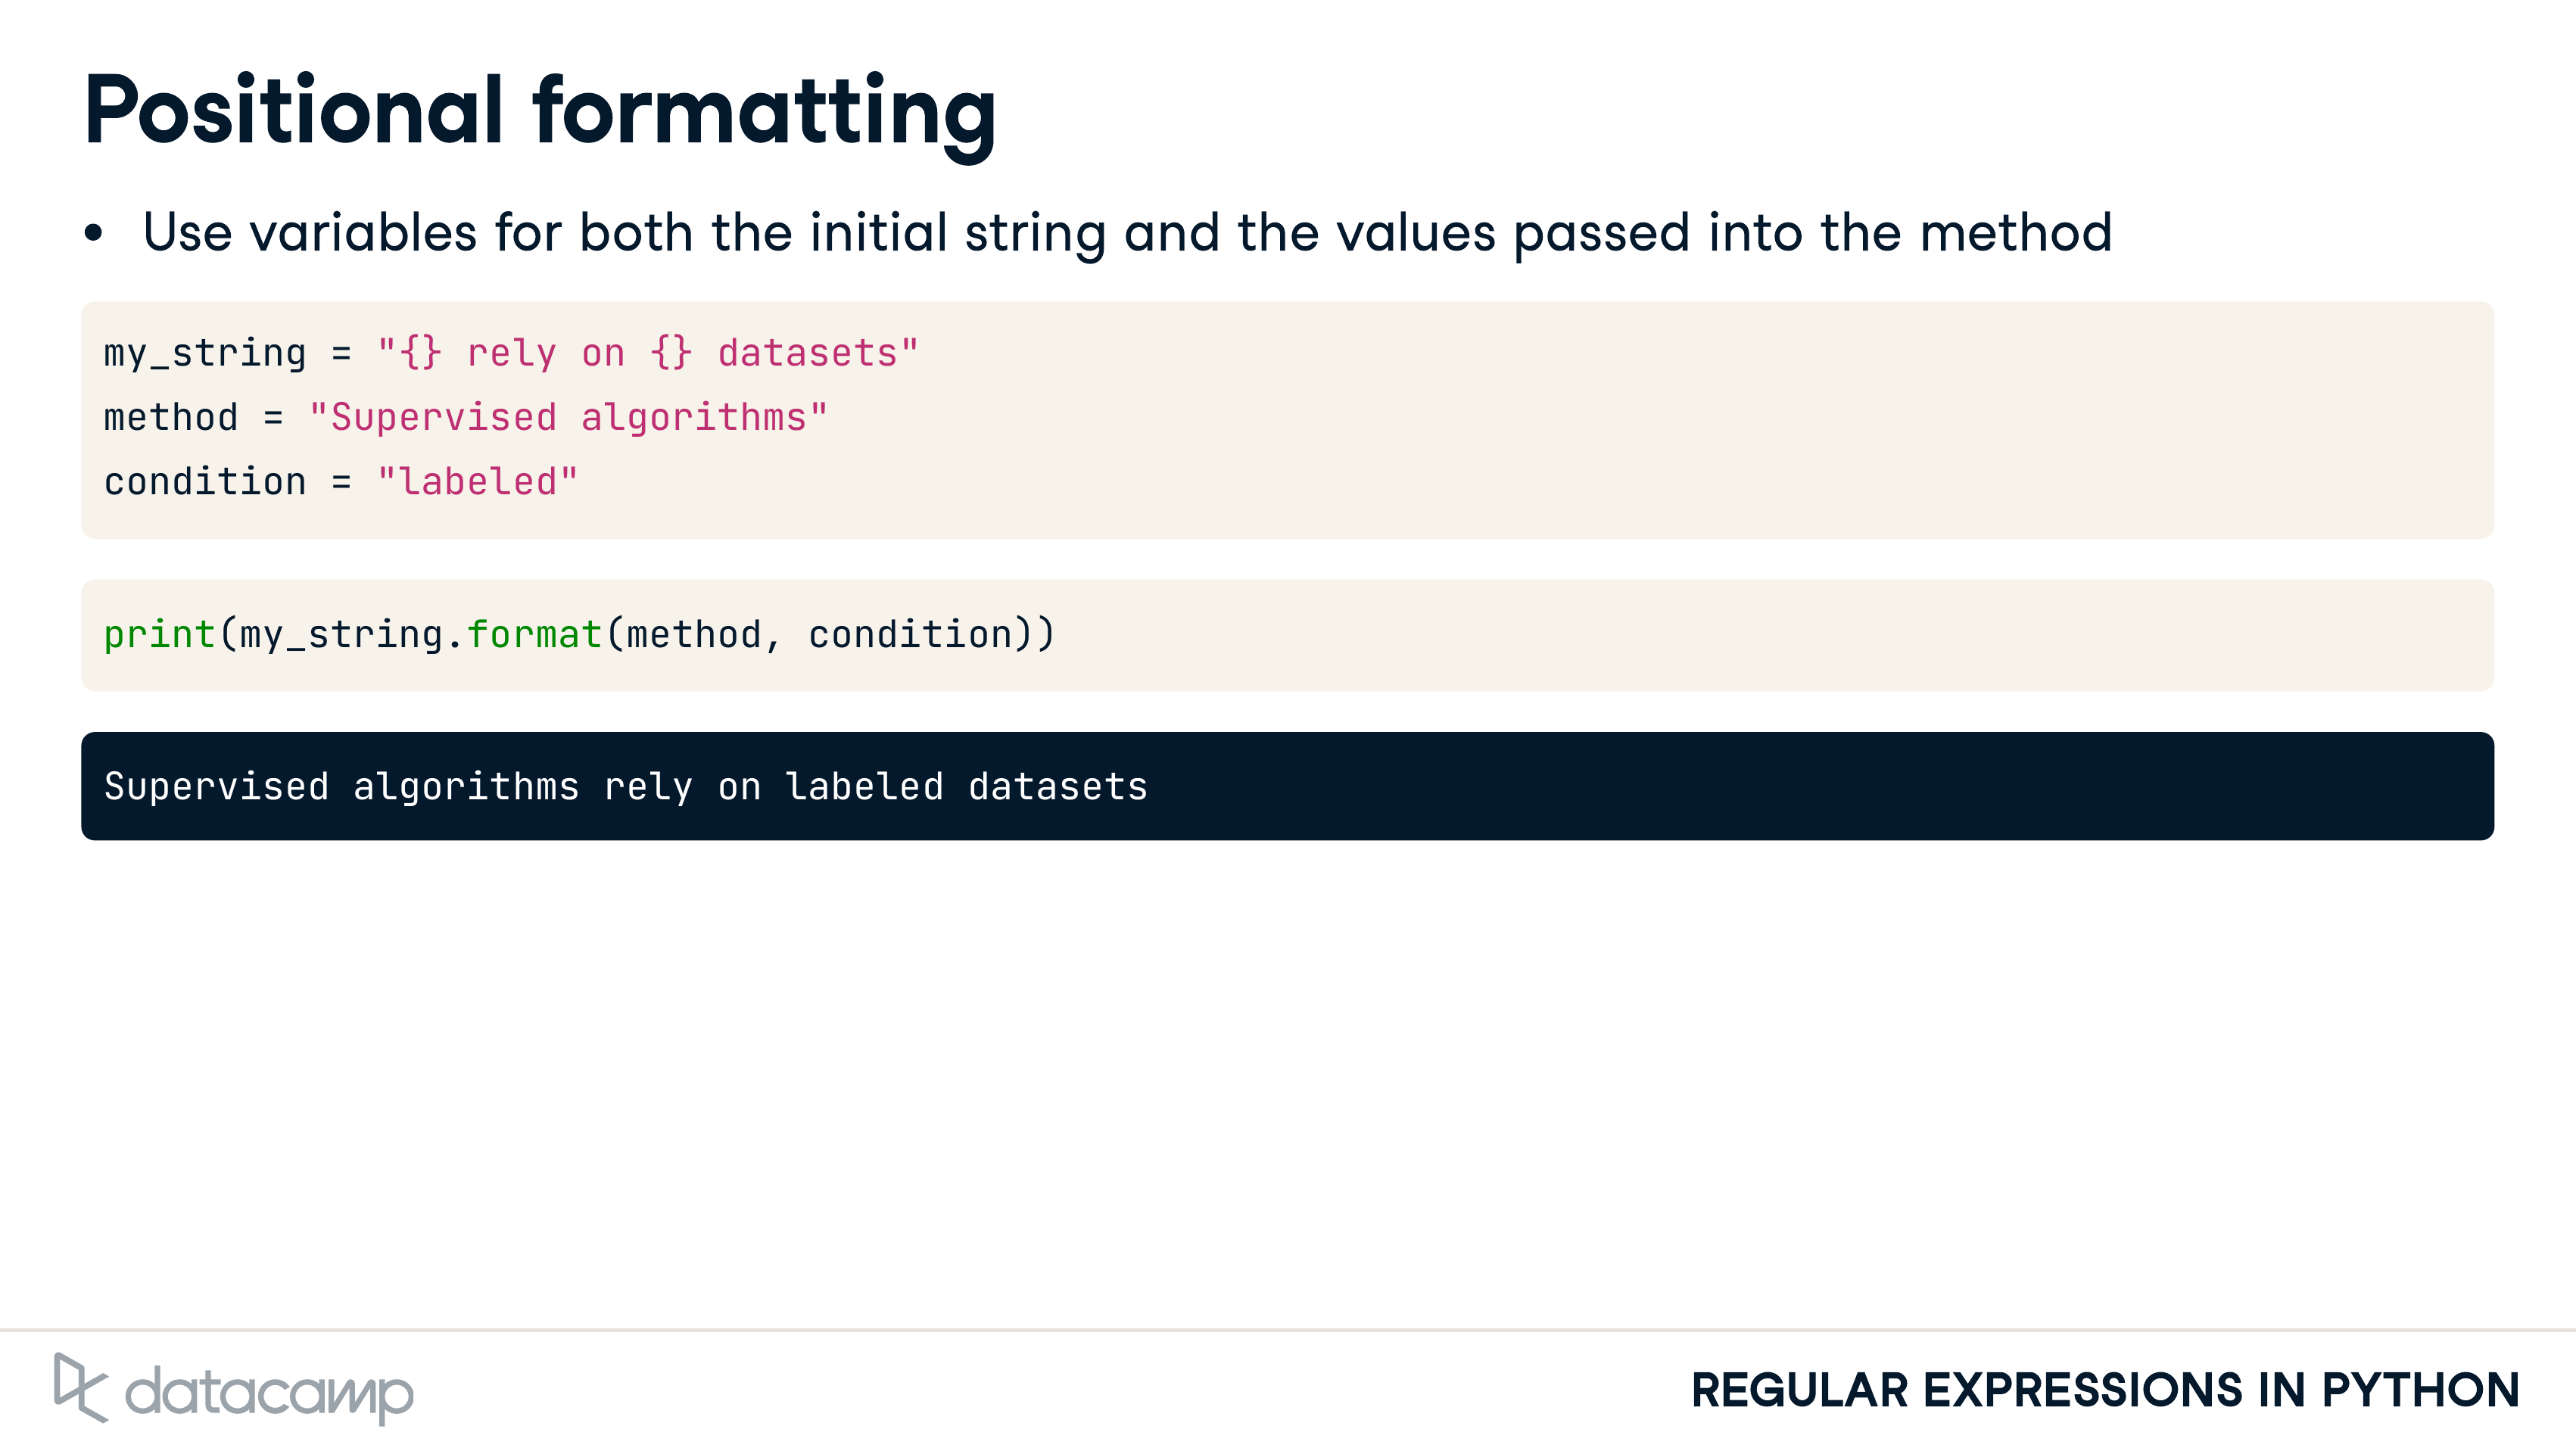 Positional formatting
• Use variables for both the initial string and the values passed into the method
my_string = "{} rely on {} datasets"
method = "Supervised algorithms"
condition = "labeled"
print(my_string.format(method, condition))
Supervised algorithms rely on labeled datasets
datacamp
REGULAR EXPRESSIONS IN PYTHON